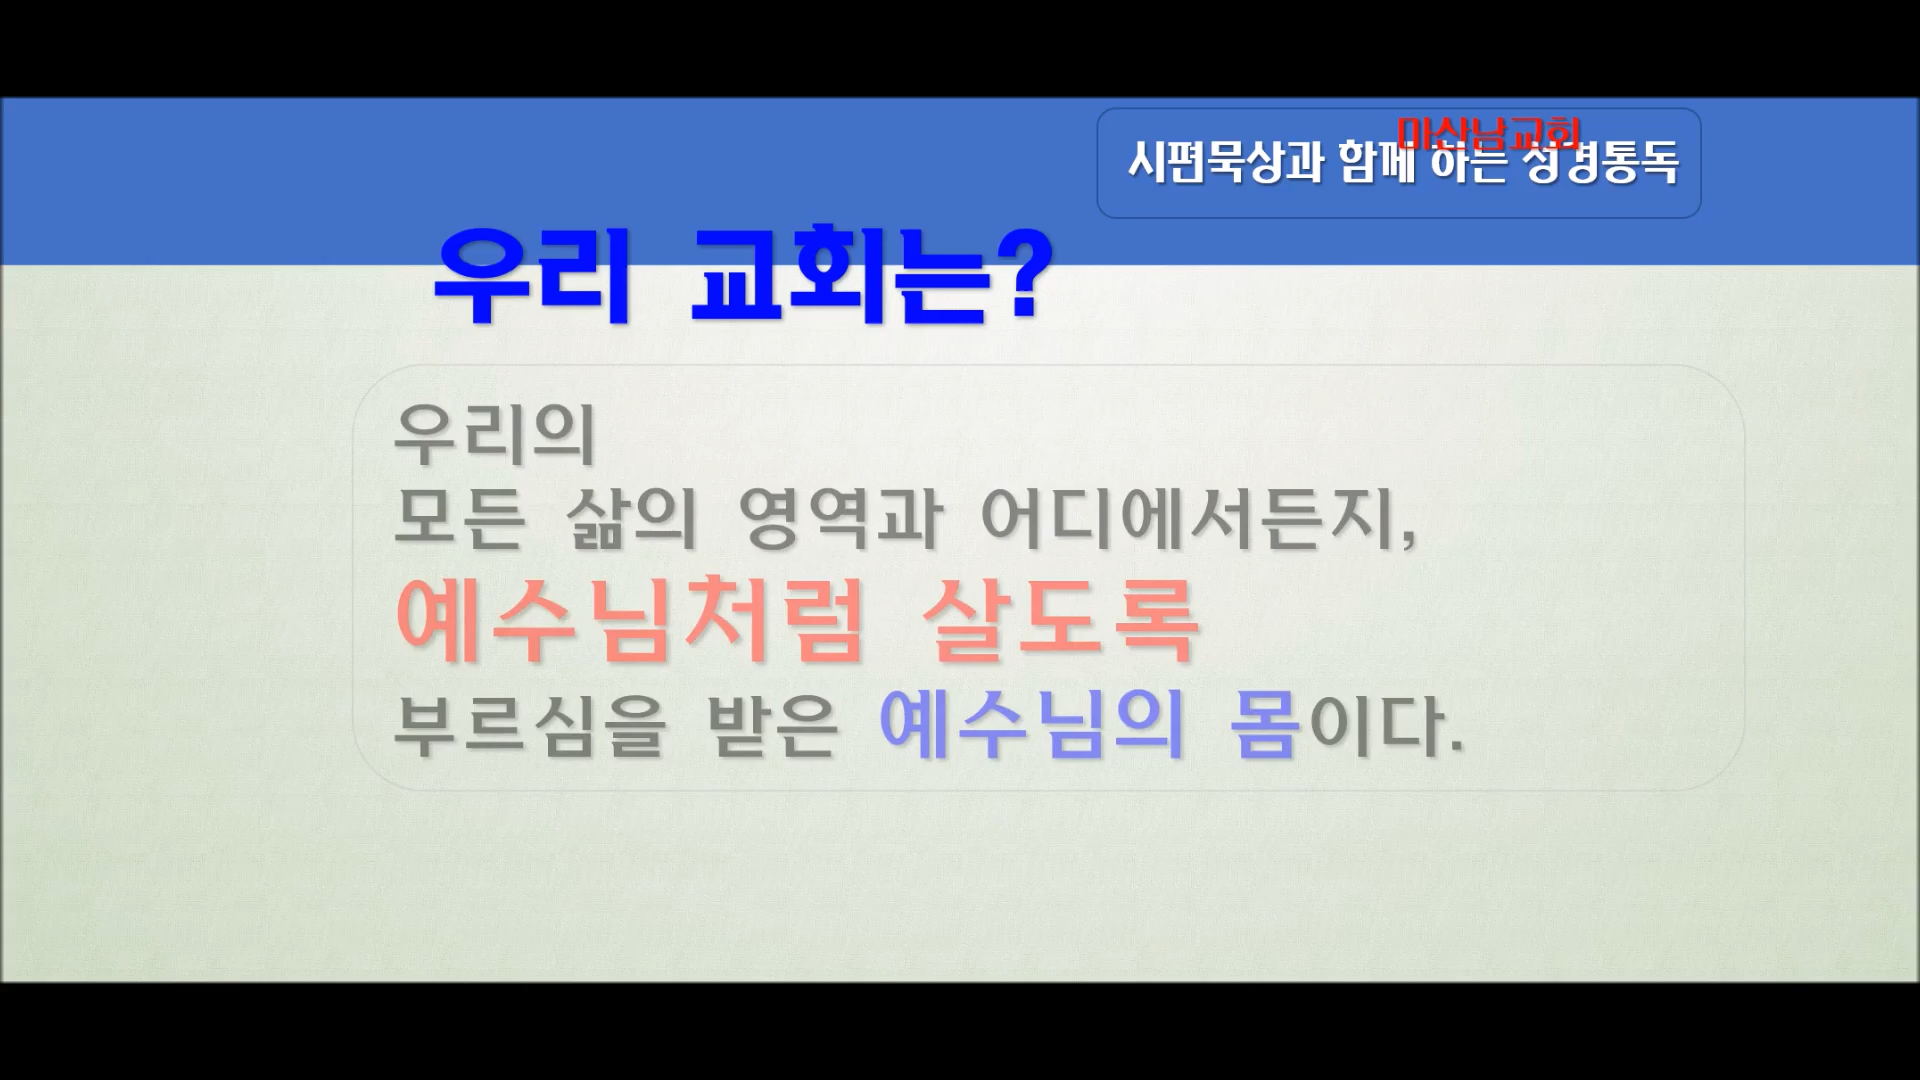 마산남교회
시편묵상과 함께 하는 성경통독
우리 교회는?
우리의
모든 삶의 영역과 어디에서든지,
예수님처럼 살도록
부르심을 받은 예수님의 몸이다.